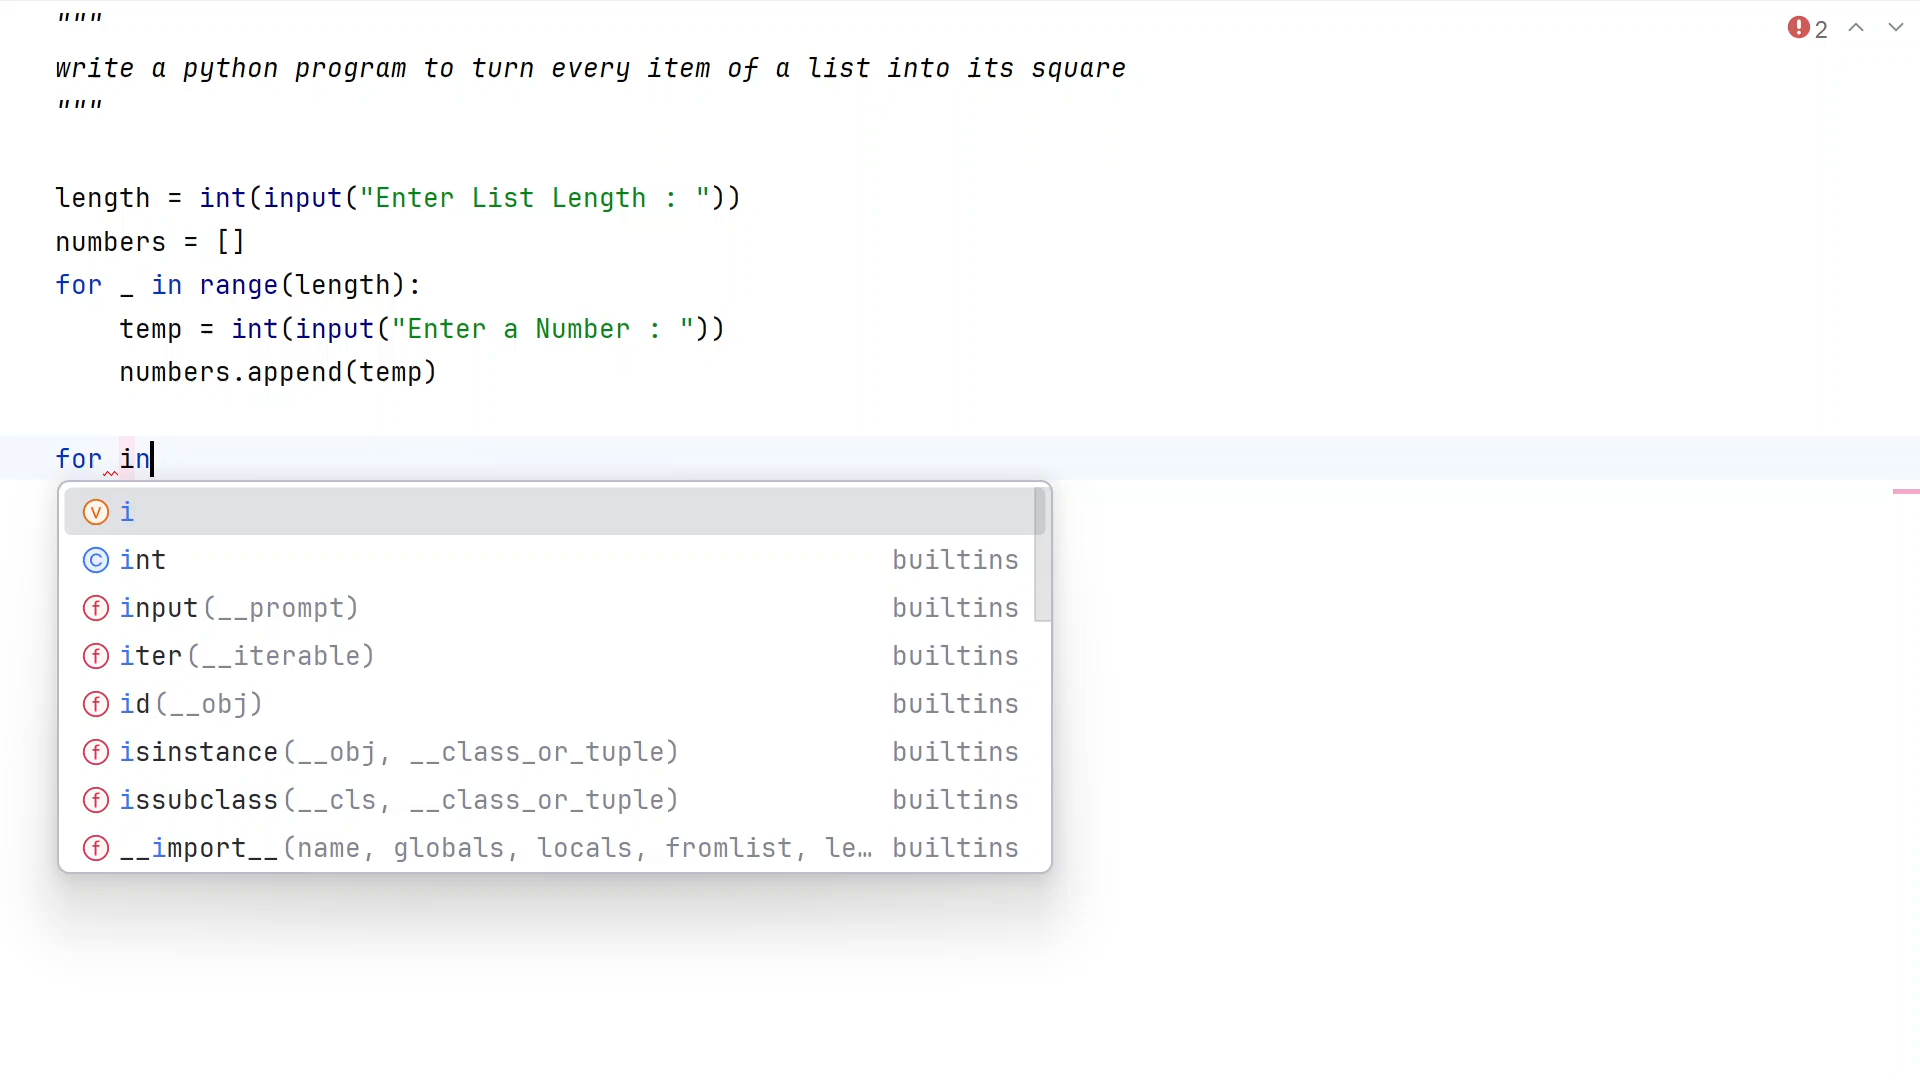 """
write a python program to turn every item of a list into its square
"""
2
length = int(input("Enter List Length : "))
numbers = []
for _ in range(length):
    temp = int(input("Enter a Number : "))
    numbers.append(temp)
for in
V i
C int builtins
f input(__prompt) builtins
f iter(__iterable) builtins
f id(__obj) builtins
f isinstance(__obj, __class_or_tuple) builtins
f issubclass(__cls, __class_or_tuple) builtins
f __import__(name, globals, locals, fromlist, le… builtins